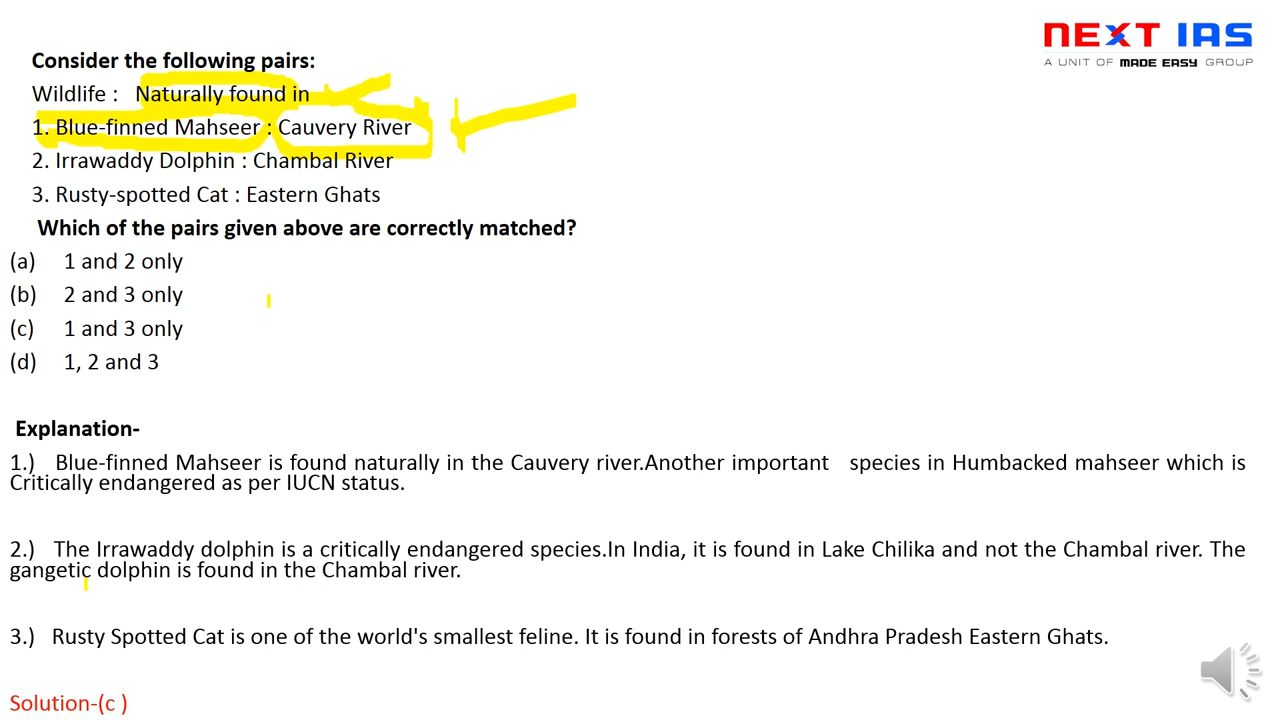 NEXT IAS
A UNIT OF MADE EASY GROUP
Consider the following pairs:
Wildlife : Naturally found in
1. Blue-finned Mahseer : Cauvery River
2. Irrawaddy Dolphin : Chambal River
3. Rusty-spotted Cat : Eastern Ghats
Which of the pairs given above are correctly matched?
(a) 1 and 2 only
(b) 2 and 3 only
(c) 1 and 3 only
(d) 1, 2 and 3
Explanation-
1.) Blue-finned Mahseer is found naturally in the Cauvery river.Another important species in Humbacked mahseer which is
Critically endangered as per IUCN status.
2.) The Irrawaddy dolphin is a critically endangered species.In India, it is found in Lake Chilika and not the Chambal river. The
gangetic dolphin is found in the Chambal river.
3.) Rusty Spotted Cat is one of the world's smallest feline. It is found in forests of Andhra Pradesh Eastern Ghats.
Solution-(c )